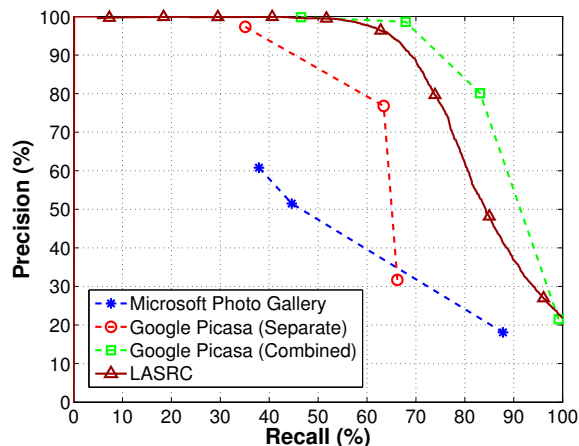 100
90
80
70
60
50
40
30
20
10
0
Precision (%)
Microsoft Photo Gallery
Google Picasa (Separate)
Google Picasa (Combined)
LASRC
0 10 20 30 40 50 60 70 80 90 100
Recall (%)